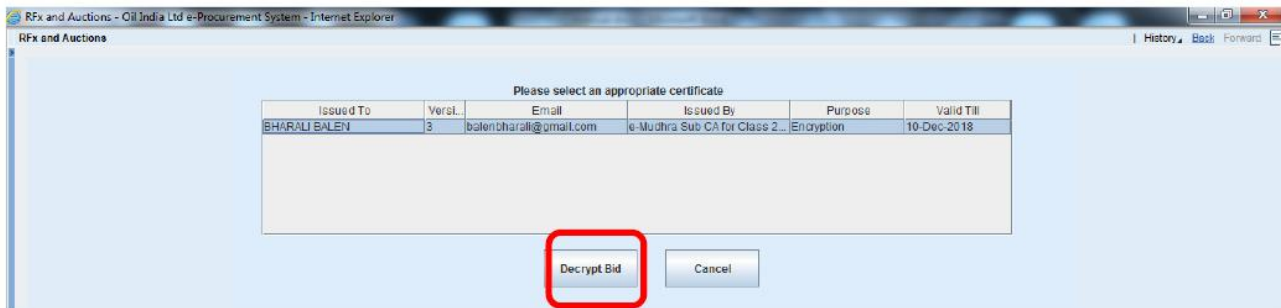 RFx and Auctions - Oil India Ltd e-Procurement System - Internet Explorer
RFx and Auctions | History Back Forward
Please select an appropriate certificate
Issued To Versi... Email Issued By Purpose Valid Till
BHARALI BALEN 3 balenbharali@gmail.com e-Mudhra Sub CA for Class 2... Encryption 10-Dec-2018
Decrypt Bid Cancel